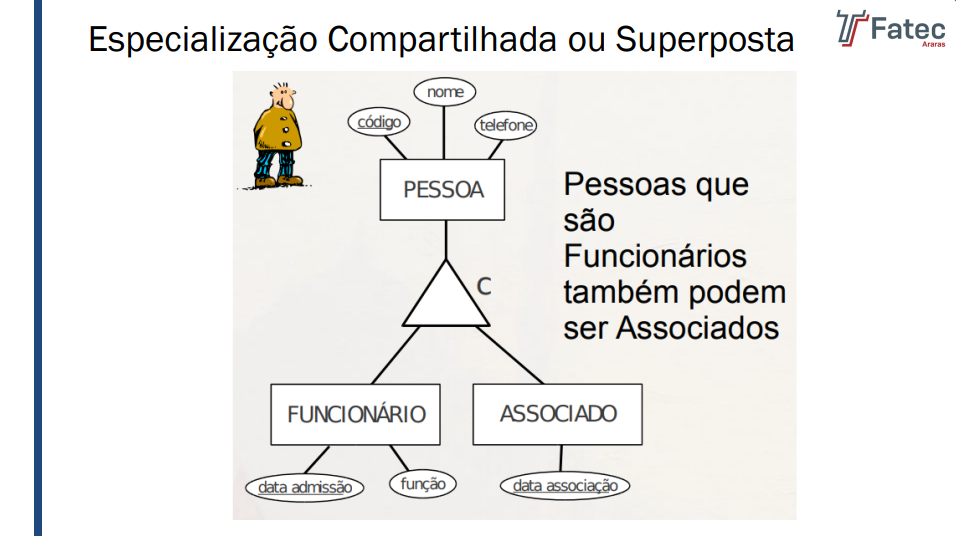 Especialização Compartilhada ou Superposta
Fatec
Araras
nome
código
telefone
PESSOA
Pessoas que
são
Funcionários
também podem
ser Associados
C
FUNCIONÁRIO
ASSOCIADO
data admissão
função
data associação